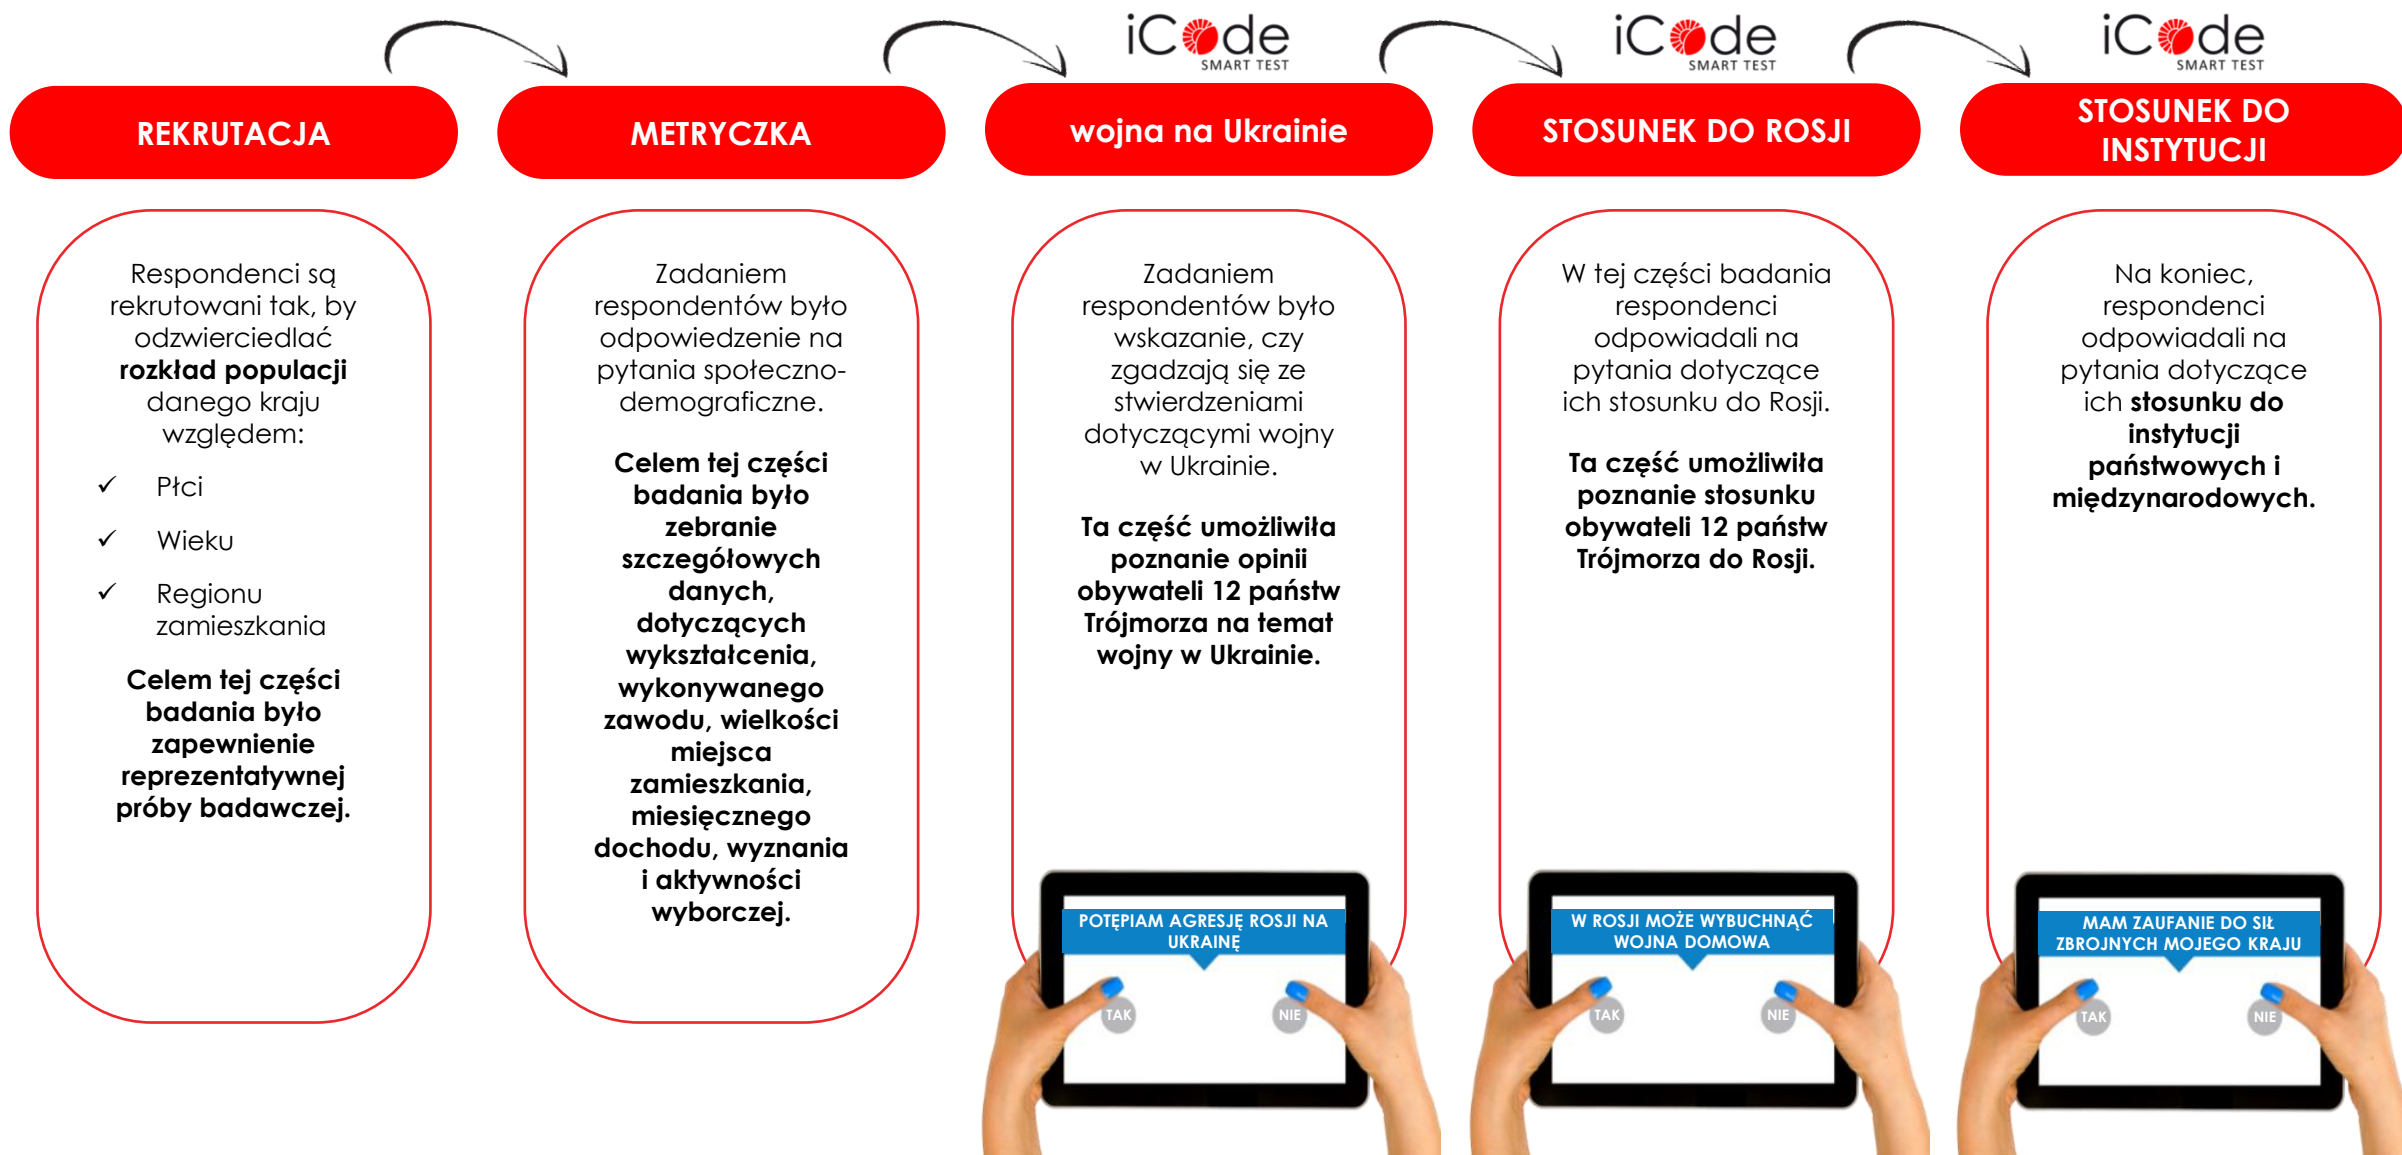 iCode
SMART TEST
iCode
SMART TEST
iCode
SMART TEST
REKRUTACJA
METRYCZKA
wojna na Ukrainie
STOSUNEK DO ROSJI
STOSUNEK DO
INSTYTUCJI
Respondenci są
rekrutowani tak, by
odzwierciedlać
rozkład populacji
danego kraju
względem:
✓ Płci
✓ Wieku
✓ Regionu
zamieszkania
Celem tej części
badania było
zapewnienie
reprezentatywnej
próby badawczej.
Zadaniem
respondentów było
odpowiedzenie na
pytania społeczno-
demograficzne.
Celem tej części
badania było
zebranie
szczegółowych
danych,
dotyczących
wykształcenia,
wykonywanego
zawodu, wielkości
miejsca
zamieszkania,
miesięcznego
dochodu, wyznania
i aktywności
wyborczej.
Zadaniem
respondentów było
wskazanie, czy
zgadzają się ze
stwierdzeniami
dotyczącymi wojny
w Ukrainie.
Ta część umożliwiła
poznanie opinii
obywateli 12 państw
Trójmorza na temat
wojny w Ukrainie.
POTĘPIAM AGRESJĘ ROSJI NA
UKRAINĘ
TAK
NIE
W tej części badania
respondenci
odpowiadali na
pytania dotyczące
ich stosunku do Rosji.
Ta część umożliwiła
poznanie stosunku
obywateli 12 państw
Trójmorza do Rosji.
W ROSJI MOŻE WYBUCHNĄĆ
WOJNA DOMOWA
TAK
NIE
Na koniec,
respondenci
odpowiadali na
pytania dotyczące
ich stosunku do
instytucji
państwowych i
międzynarodowych.
MAM ZAUFANIE DO SIŁ
ZBROJNYCH MOJEGO KRAJU
TAK
NIE